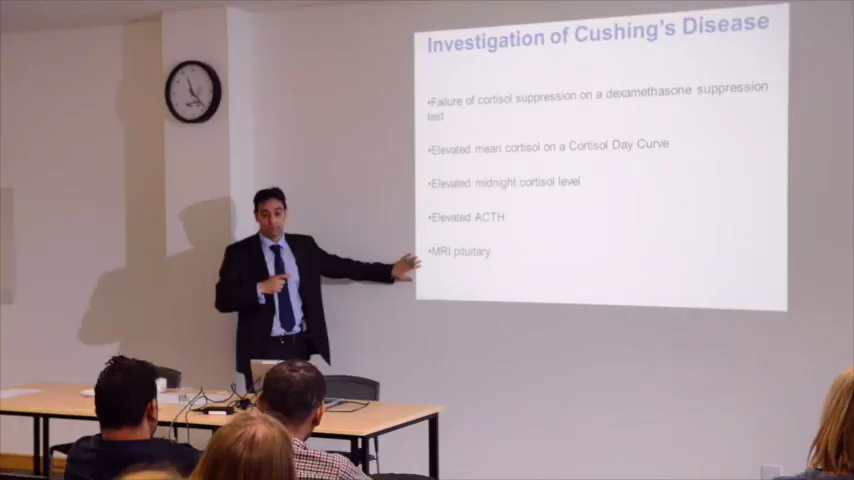 Investigation of Cushing's Disease
•Failure of cortisol suppression on a dexamethasone suppression
test
•Elevated mean cortisol on a Cortisol Day Curve
•Elevated midnight cortisol level
•Elevated ACTH
•MRI pituitary